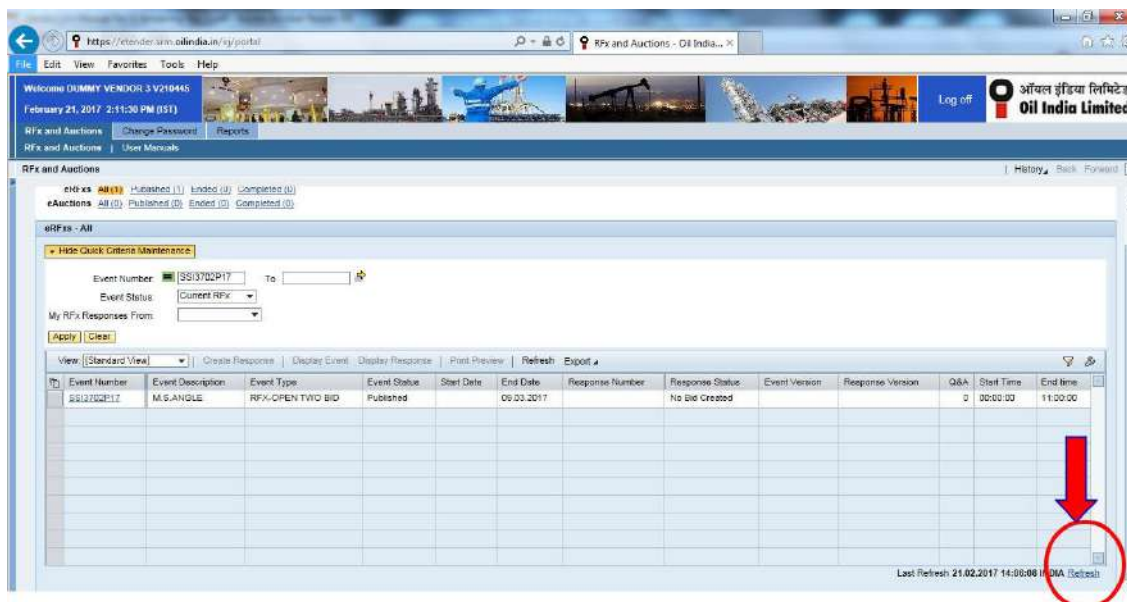 https://etender.srm.oilindia.in/irj/portal
RFx and Auctions - Oil India...
File Edit View Favorites Tools Help
Welcome DUMMY VENDOR 3 V210445
February 21, 2017 2:11:30 PM (IST)
Log off
ऑयल इंडिया लिमिटेड
Oil India Limited
RFx and Auctions Change Password Reports
RFx and Auctions | User Manuals
RFx and Auctions | History Back Forward
eRFxs All (1) Published (1) Ended (0) Completed (0)
eAuctions All (0) Published (0) Ended (0) Completed (0)
eRFxs - All
Hide Quick Criteria Maintenance
Event Number: SSI3702P17 To
Event Status: Current RFx
My RFx Responses From:
Apply Clear
View: [Standard View] | Create Response | Display Event Display Response | Print Preview | Refresh Export
Event Number Event Description Event Type Event Status Start Date End Date Response Number Response Status Event Version Response Version Q&A Start Time End time
SSI3702P17 M.S.ANGLE RFX-OPEN TWO BID Published 09.03.2017 No Bid Created 0 00:00:00 11:00:00
Last Refresh 21.02.2017 14:08:08 INDIA Refresh